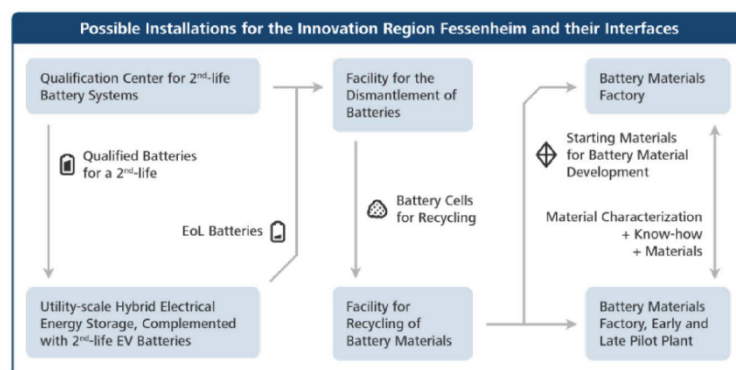 Possible Installations for the Innovation Region Fessenheim and their Interfaces
Qualification Center for 2nd-life
Battery Systems
Facility for the
Dismantlement of
Batteries
Battery Materials
Factory
Qualified Batteries
for a 2nd-life
Starting Materials
for Battery Material
Development
Battery Cells
for Recycling
EoL Batteries
Material Characterization
+ Know-how
+ Materials
Utility-scale Hybrid Electrical
Energy Storage, Complemented
with 2nd-life EV Batteries
Facility for
Recycling of
Battery Materials
Battery Materials
Factory, Early and
Late Pilot Plant